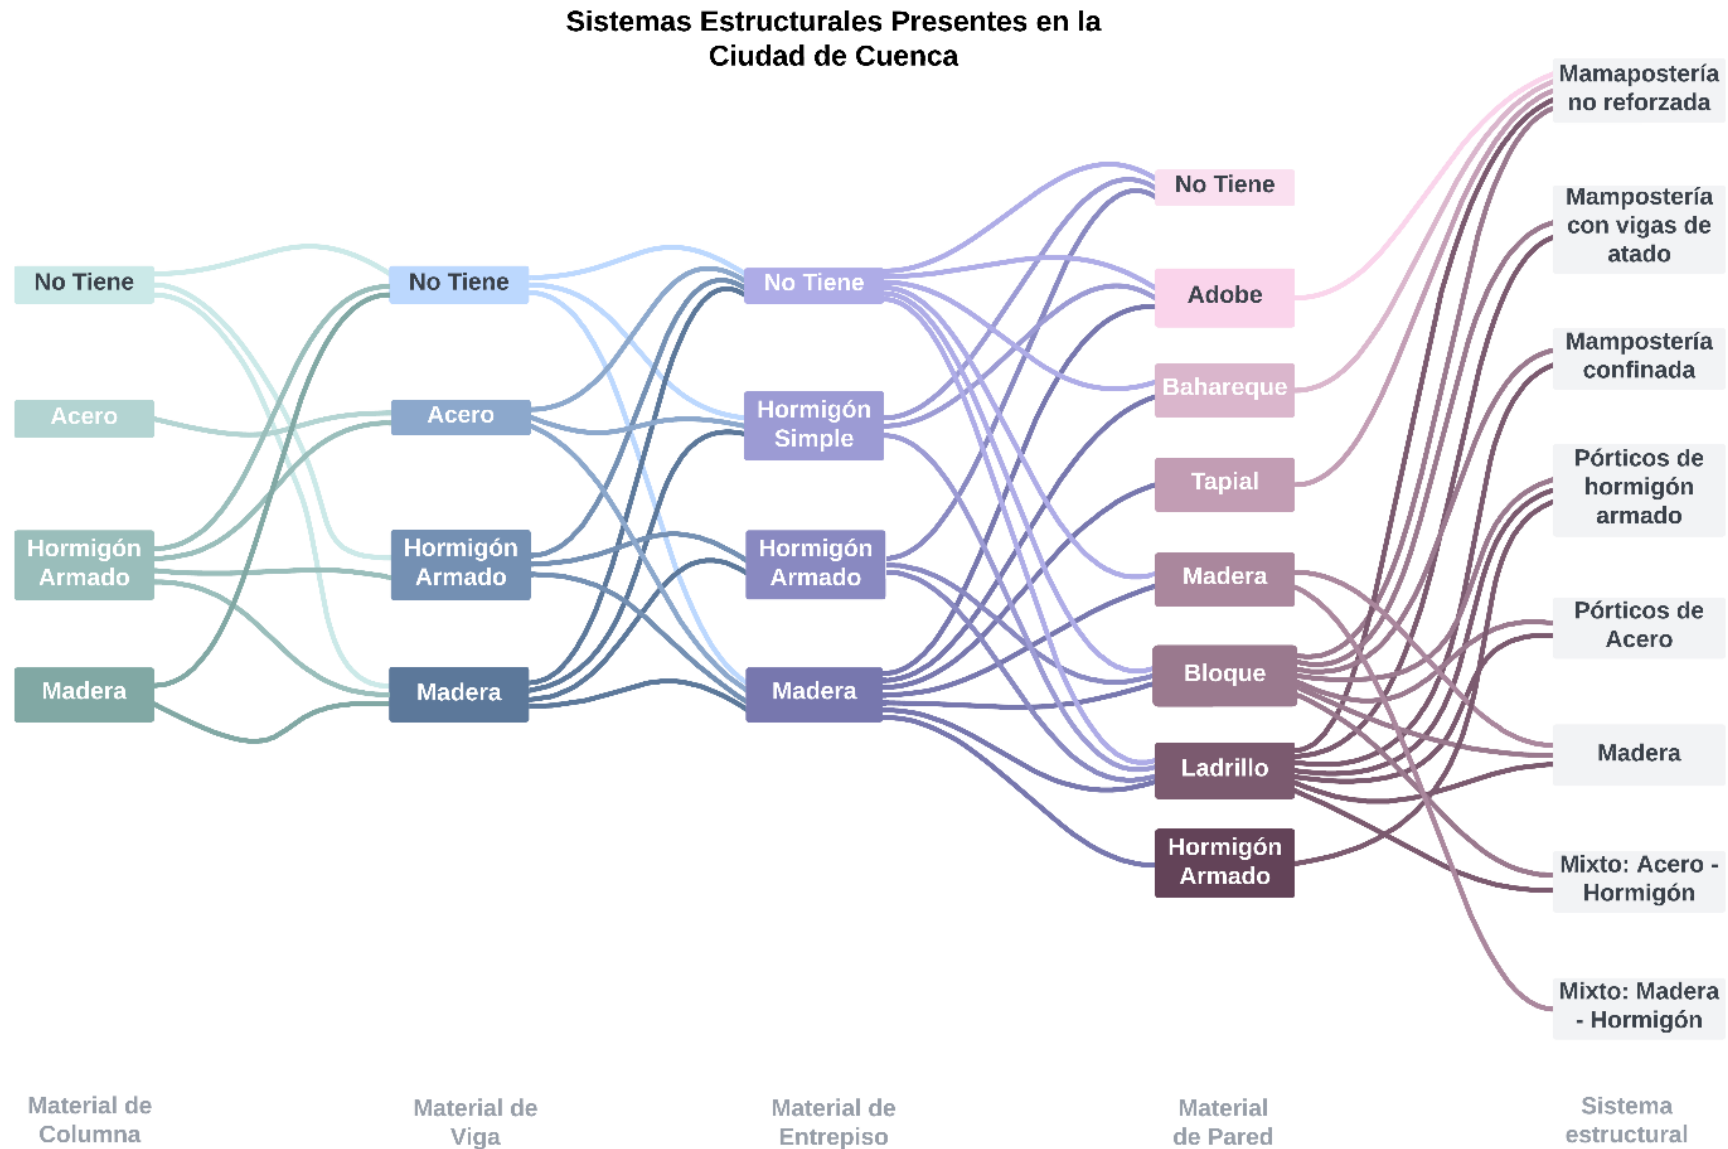 Sistemas Estructurales Presentes en la
Ciudad de Cuenca
No Tiene
Acero
Hormigón
Armado
Madera
Material de
Columna
No Tiene
Acero
Hormigón
Armado
Madera
Material de
Viga
No Tiene
Hormigón
Simple
Hormigón
Armado
Madera
Material de
Entrepiso
No Tiene
Adobe
Bahareque
Tapial
Madera
Bloque
Ladrillo
Hormigón
Armado
Material
de Pared
Mamapostería
no reforzada
Mampostería
con vigas de
atado
Mampostería
confinada
Pórticos de
hormigón
armado
Pórticos de
Acero
Madera
Mixto: Acero -
Hormigón
Mixto: Madera
- Hormigón
Sistema
estructural